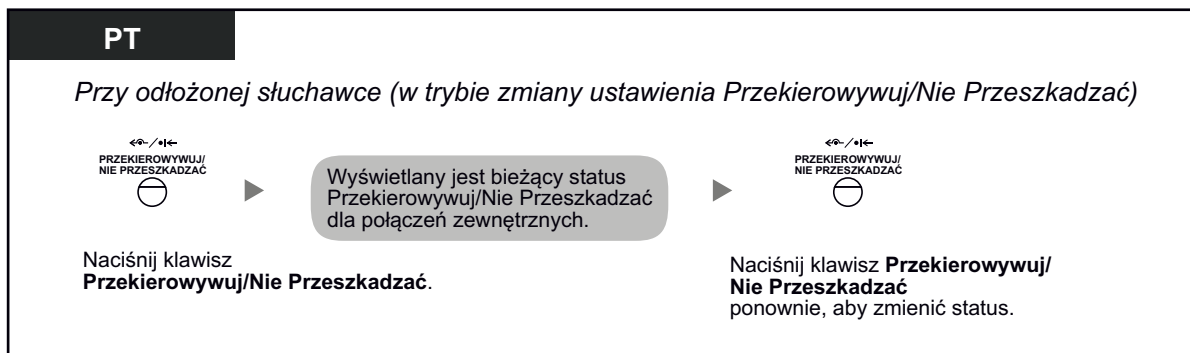 PT
Przy odłożonej słuchawce (w trybie zmiany ustawienia Przekierowywuj/Nie Przeszkadzać)
PRZEKIEROWYWUJ/
NIE PRZESZKADZAĆ
Naciśnij klawisz
Przekierowywuj/Nie Przeszkadzać.
Wyświetlany jest bieżący status
Przekierowywuj/Nie Przeszkadzać
dla połączeń zewnętrznych.
PRZEKIEROWYWUJ/
NIE PRZESZKADZAĆ
Naciśnij klawisz Przekierowywuj/
Nie Przeszkadzać
ponownie, aby zmienić status.